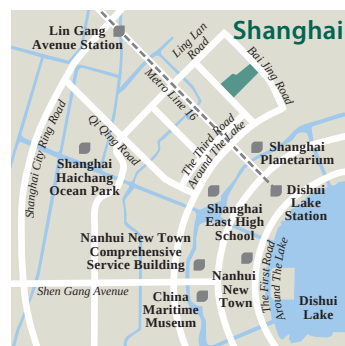 Shanghai
Lin Gang
Avenue Station
Ling Lan
Road
Bai Jing Road
Metro Line 16
Shanghai City Ring Road
Qi Qing Road
The Third Road
Around The Lake
Shanghai
Haichang
Ocean Park
Shanghai
Planetarium
Dishui
Lake
Station
Shanghai
East High
School
Nanhui New Town
Comprehensive
Service Building
Nanhui
New
Town
The First Road
Around The Lake
Shen Gang Avenue
China
Maritime
Museum
Dishui
Lake